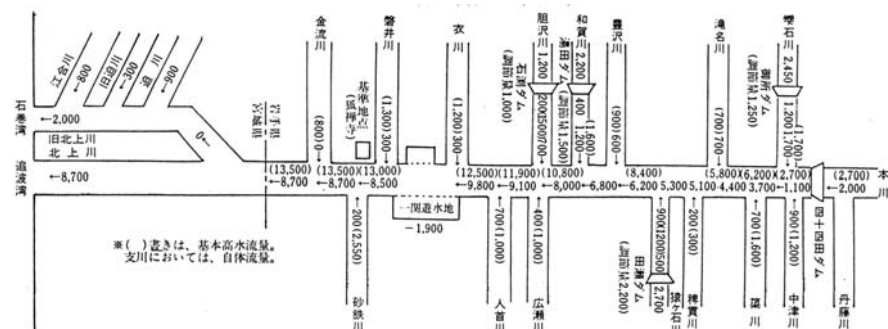 金流川
磐井川
衣川
胆沢川
和賀川
豊沢川
滝名川
雫石川
江合川
旧迫川
迫川
←800
←300
←900
(800)0
基準地点
(狐禅寺)
(1,300)300
(1,200)300
石淵ダム
(調節量1,000)
1,200
200(500)700
湯田ダム
(調節量1,500)
2,200
400
1,200
(1,600)
(900)600
(700)700
御所ダム
(調節量1,250)
2,450
1,200
1,700
(1,700)
石巻湾
←2,000
旧北上川
北上川
追波湾
←8,700
0
岩手県
宮城県
(13,500)
←8,700
(13,500)
←8,700
(13,000)
←8,500
(12,500)
←9,800
(11,900)
←9,100
(10,800)
←8,000
←6,800
(8,400)
←6,200
5,300
5,100
(5,800)
←4,400
(6,200)
3,700
(2,700)
←1,100
(2,700)
←2,000
本川
一関遊水地
−1,900
←200(2,550)
砂鉄川
←700(1,000)
人首川
←400(1,000)
広瀬川
田瀬ダム
(調節量2,200)
←900(1200)500
2,700
猿ヶ石川
←200(300)
稗貫川
←700(1,600)
簗川
←900(1,200)
中津川
四十四田ダム
丹藤川
※( )書きは、基本高水流量。
支川においては、自体流量。